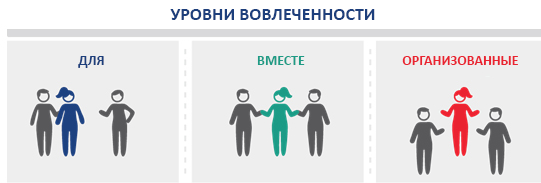 УРОВНИ ВОВЛЕЧЕННОСТИ
ДЛЯ
ВМЕСТЕ
ОРГАНИЗОВАННЫЕ